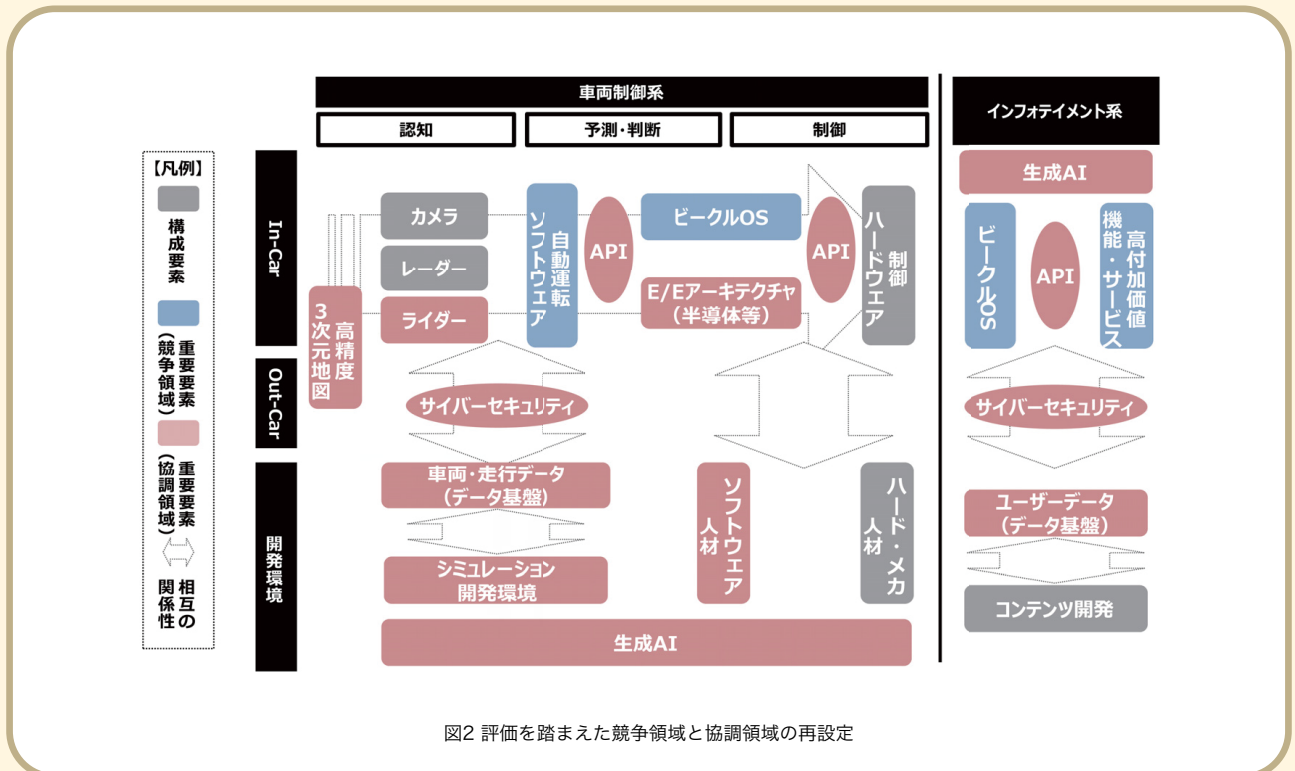 車両制御系
インフォテイメント系
認知
予測・判断
制御
【凡例】
構成要素
重要要素
(競争領域)
重要要素
(協調領域)
相互の
関係性
In-Car
Out-Car
開発環境
高精度
3次元地図
カメラ
レーダー
ライダー
自動運転
ソフトウェア
API
ビークルOS
E/Eアーキテクチャ
(半導体等)
API
制御
ハードウェア
サイバーセキュリティ
車両・走行データ
(データ基盤)
シミュレーション
開発環境
ソフトウェア
人材
ハード・メカ
人材
生成AI
生成AI
ビークルOS
API
高付加価値
機能・サービス
サイバーセキュリティ
ユーザーデータ
(データ基盤)
コンテンツ開発
図2 評価を踏まえた競争領域と協調領域の再設定